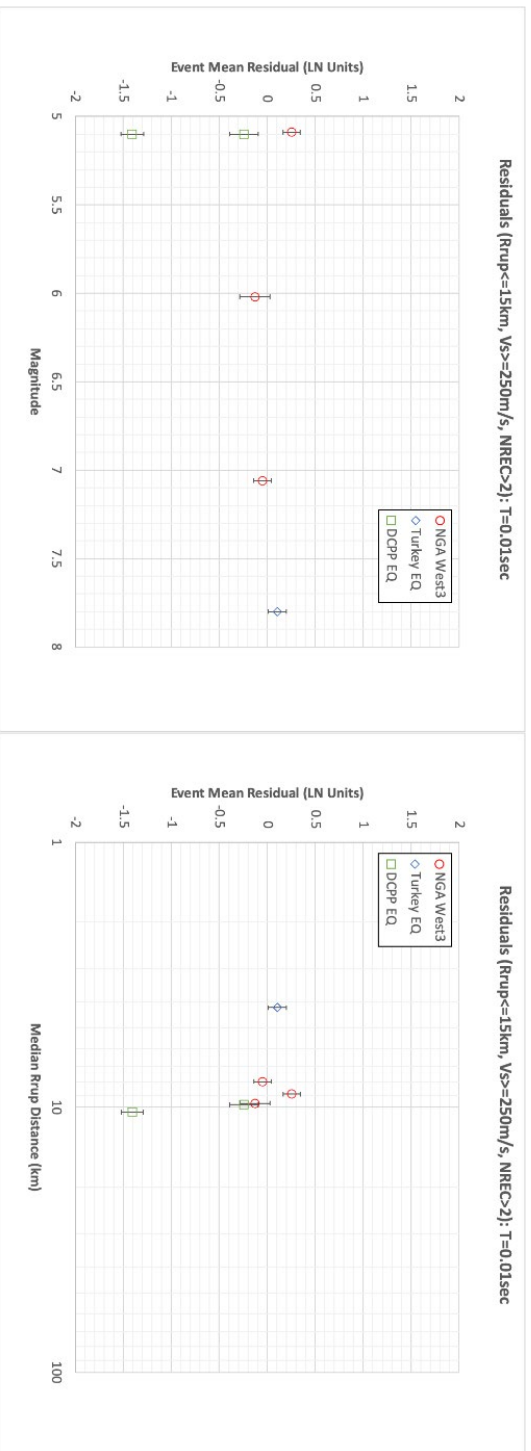 Residuals (Rrup<=15km, Vs>=250m/s, NREC>2): T=0.01sec
Event Mean Residual (LN Units)
2
1.5
1
0.5
0
-0.5
-1
-1.5
-2
5
5.5
6
6.5
7
7.5
8
Magnitude
NGA West3
Turkey EQ
DCPP EQ
Residuals (Rrup<=15km, Vs>=250m/s, NREC>2): T=0.01sec
Event Mean Residual (LN Units)
2
1.5
1
0.5
0
-0.5
-1
-1.5
-2
1
10
100
Median Rrup Distance (km)
NGA West3
Turkey EQ
DCPP EQ